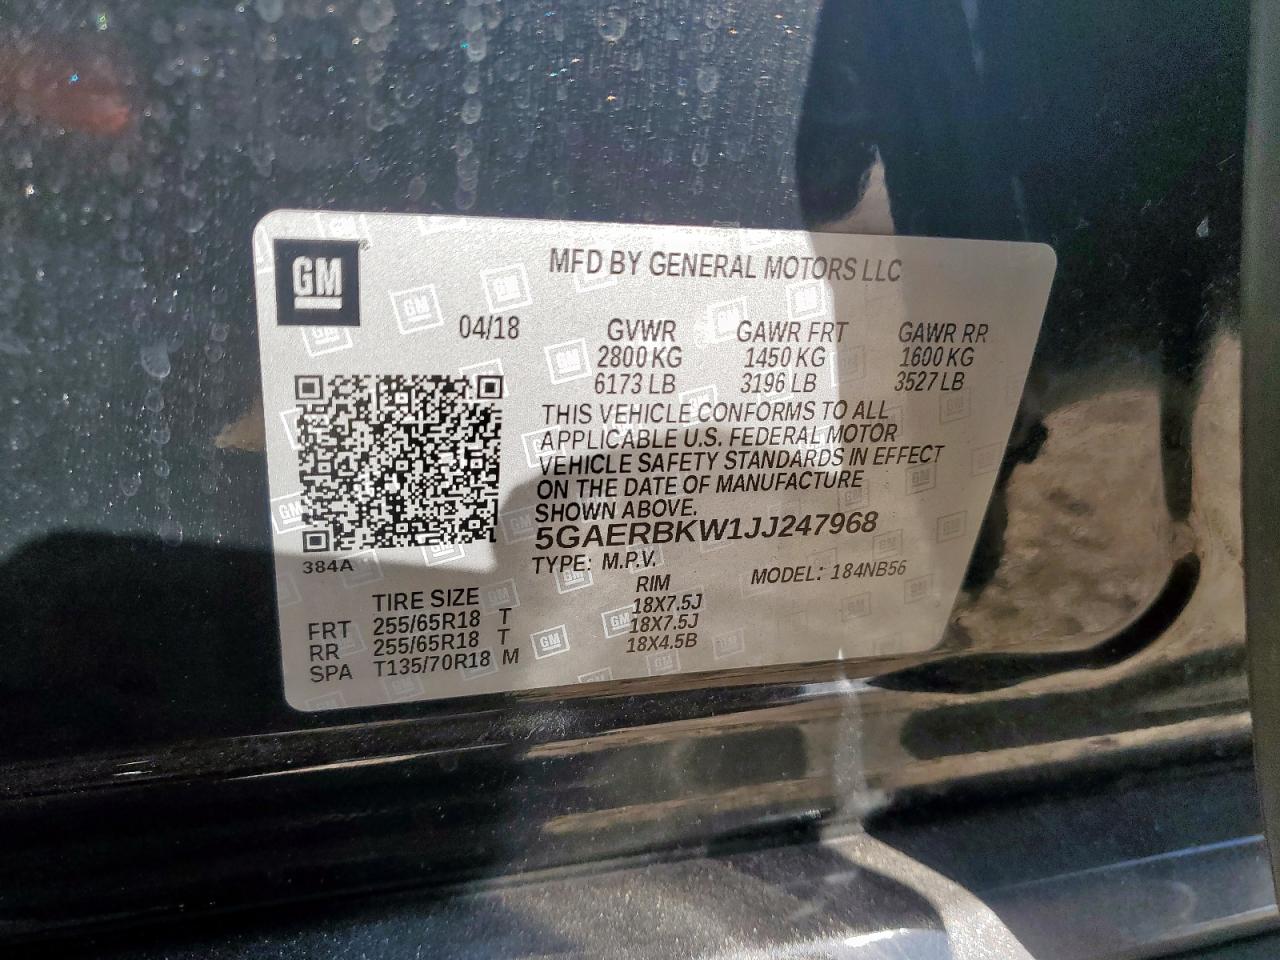 GM
MFD BY GENERAL MOTORS LLC
04/18 GVWR GAWR FRT GAWR RR
2800 KG 1450 KG 1600 KG
6173 LB 3196 LB 3527 LB
THIS VEHICLE CONFORMS TO ALL
APPLICABLE U.S. FEDERAL MOTOR
VEHICLE SAFETY STANDARDS IN EFFECT
ON THE DATE OF MANUFACTURE
SHOWN ABOVE.
5GAERBKW1JJ247968
384A
TYPE: M.P.V. MODEL: 184NB56
TIRE SIZE RIM
FRT 255/65R18 T 18X7.5J
RR 255/65R18 T 18X7.5J
SPA T135/70R18 M 18X4.5B